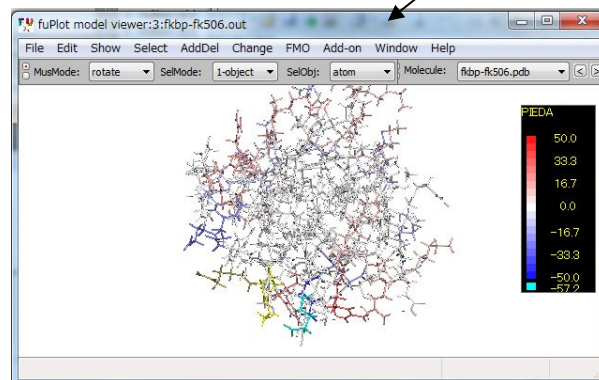 fuPlot model viewer:3:fkbp-fk506.out
File Edit Show Select AddDel Change FMO Add-on Window Help
MusMode: rotate SelMode: 1-object SelObj: atom Molecule: fkbp-fk506.pdb < >
PIEDA
50.0
33.3
16.7
0.0
-16.7
-33.3
-50.0
-57.2